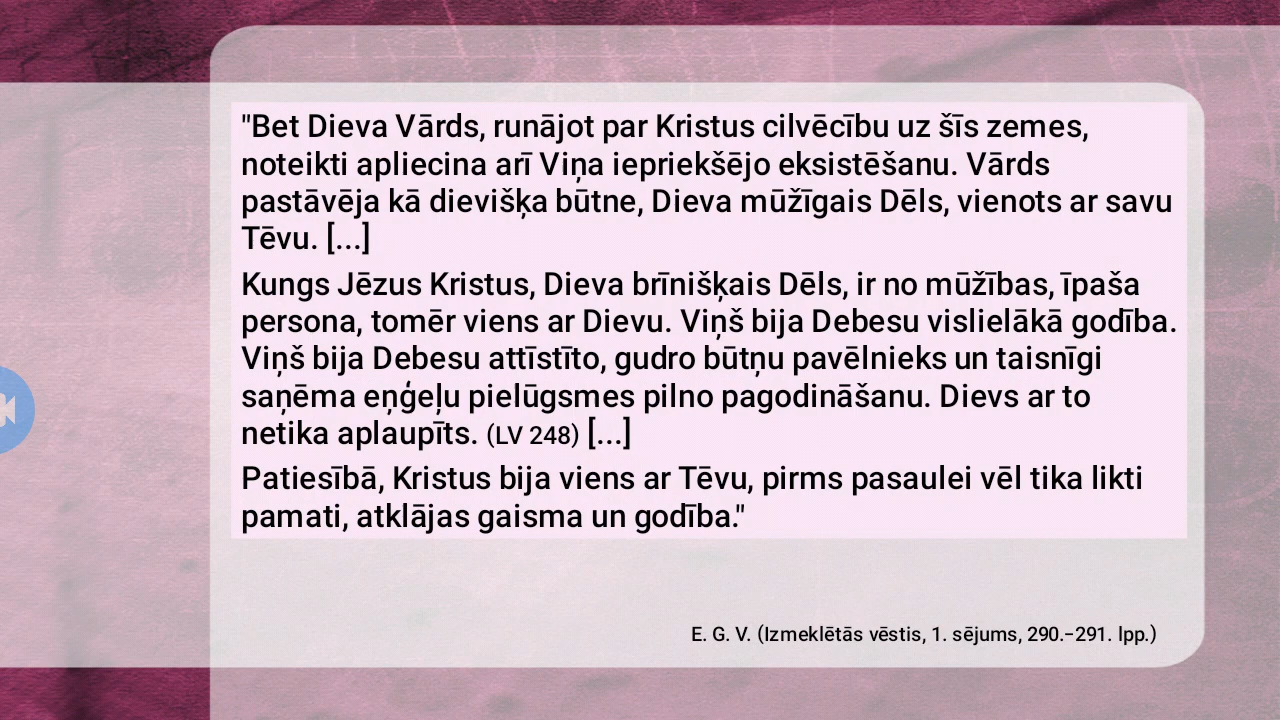 "Bet Dieva Vārds, runājot par Kristus cilvēcību uz šīs zemes,
noteikti apliecina arī Viņa iepriekšējo eksistēšanu. Vārds
pastāvēja kā dievišķa būtne, Dieva mūžīgais Dēls, vienots ar savu
Tēvu. [...]
Kungs Jēzus Kristus, Dieva brīnišķais Dēls, ir no mūžības, īpaša
persona, tomēr viens ar Dievu. Viņš bija Debesu vislielākā godība.
Viņš bija Debesu attīstīto, gudro būtņu pavēlnieks un taisnīgi
saņēma eņģeļu pielūgsmes pilno pagodināšanu. Dievs ar to
netika aplaupīts. (LV 248) [...]
Patiesībā, Kristus bija viens ar Tēvu, pirms pasaulei vēl tika likti
pamati, atklājas gaisma un godība."
E. G. V. (Izmeklētās vēstis, 1. sējums, 290.–291. lpp.)